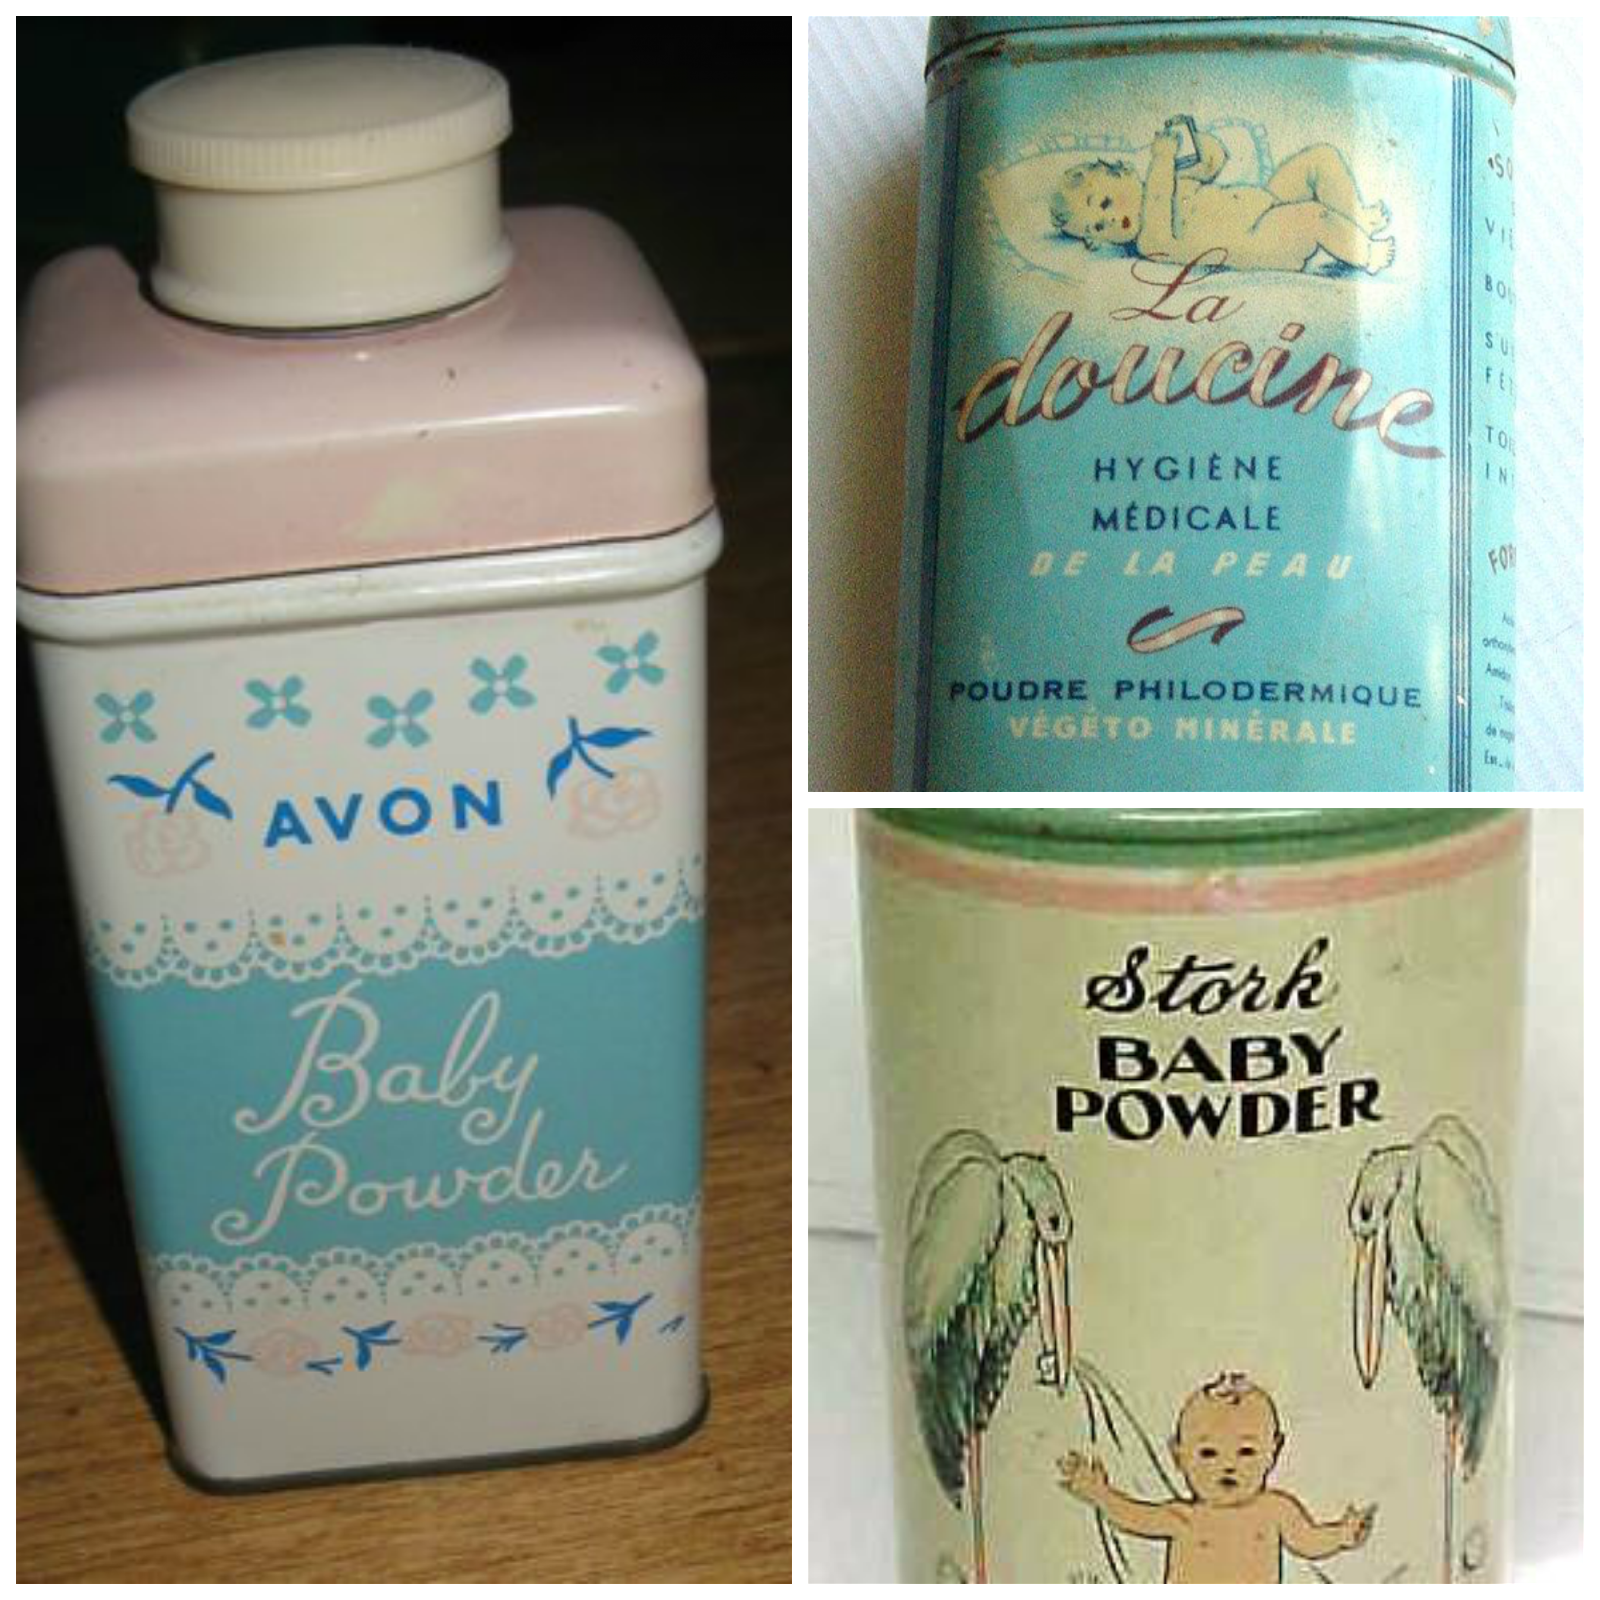 AVON
Baby
Powder
La
doucine
HYGIÈNE
MÉDICALE
DE LA PEAU
POUDRE PHILODERMIQUE
VÉGÉTO MINÉRALE
Stork
BABY
POWDER